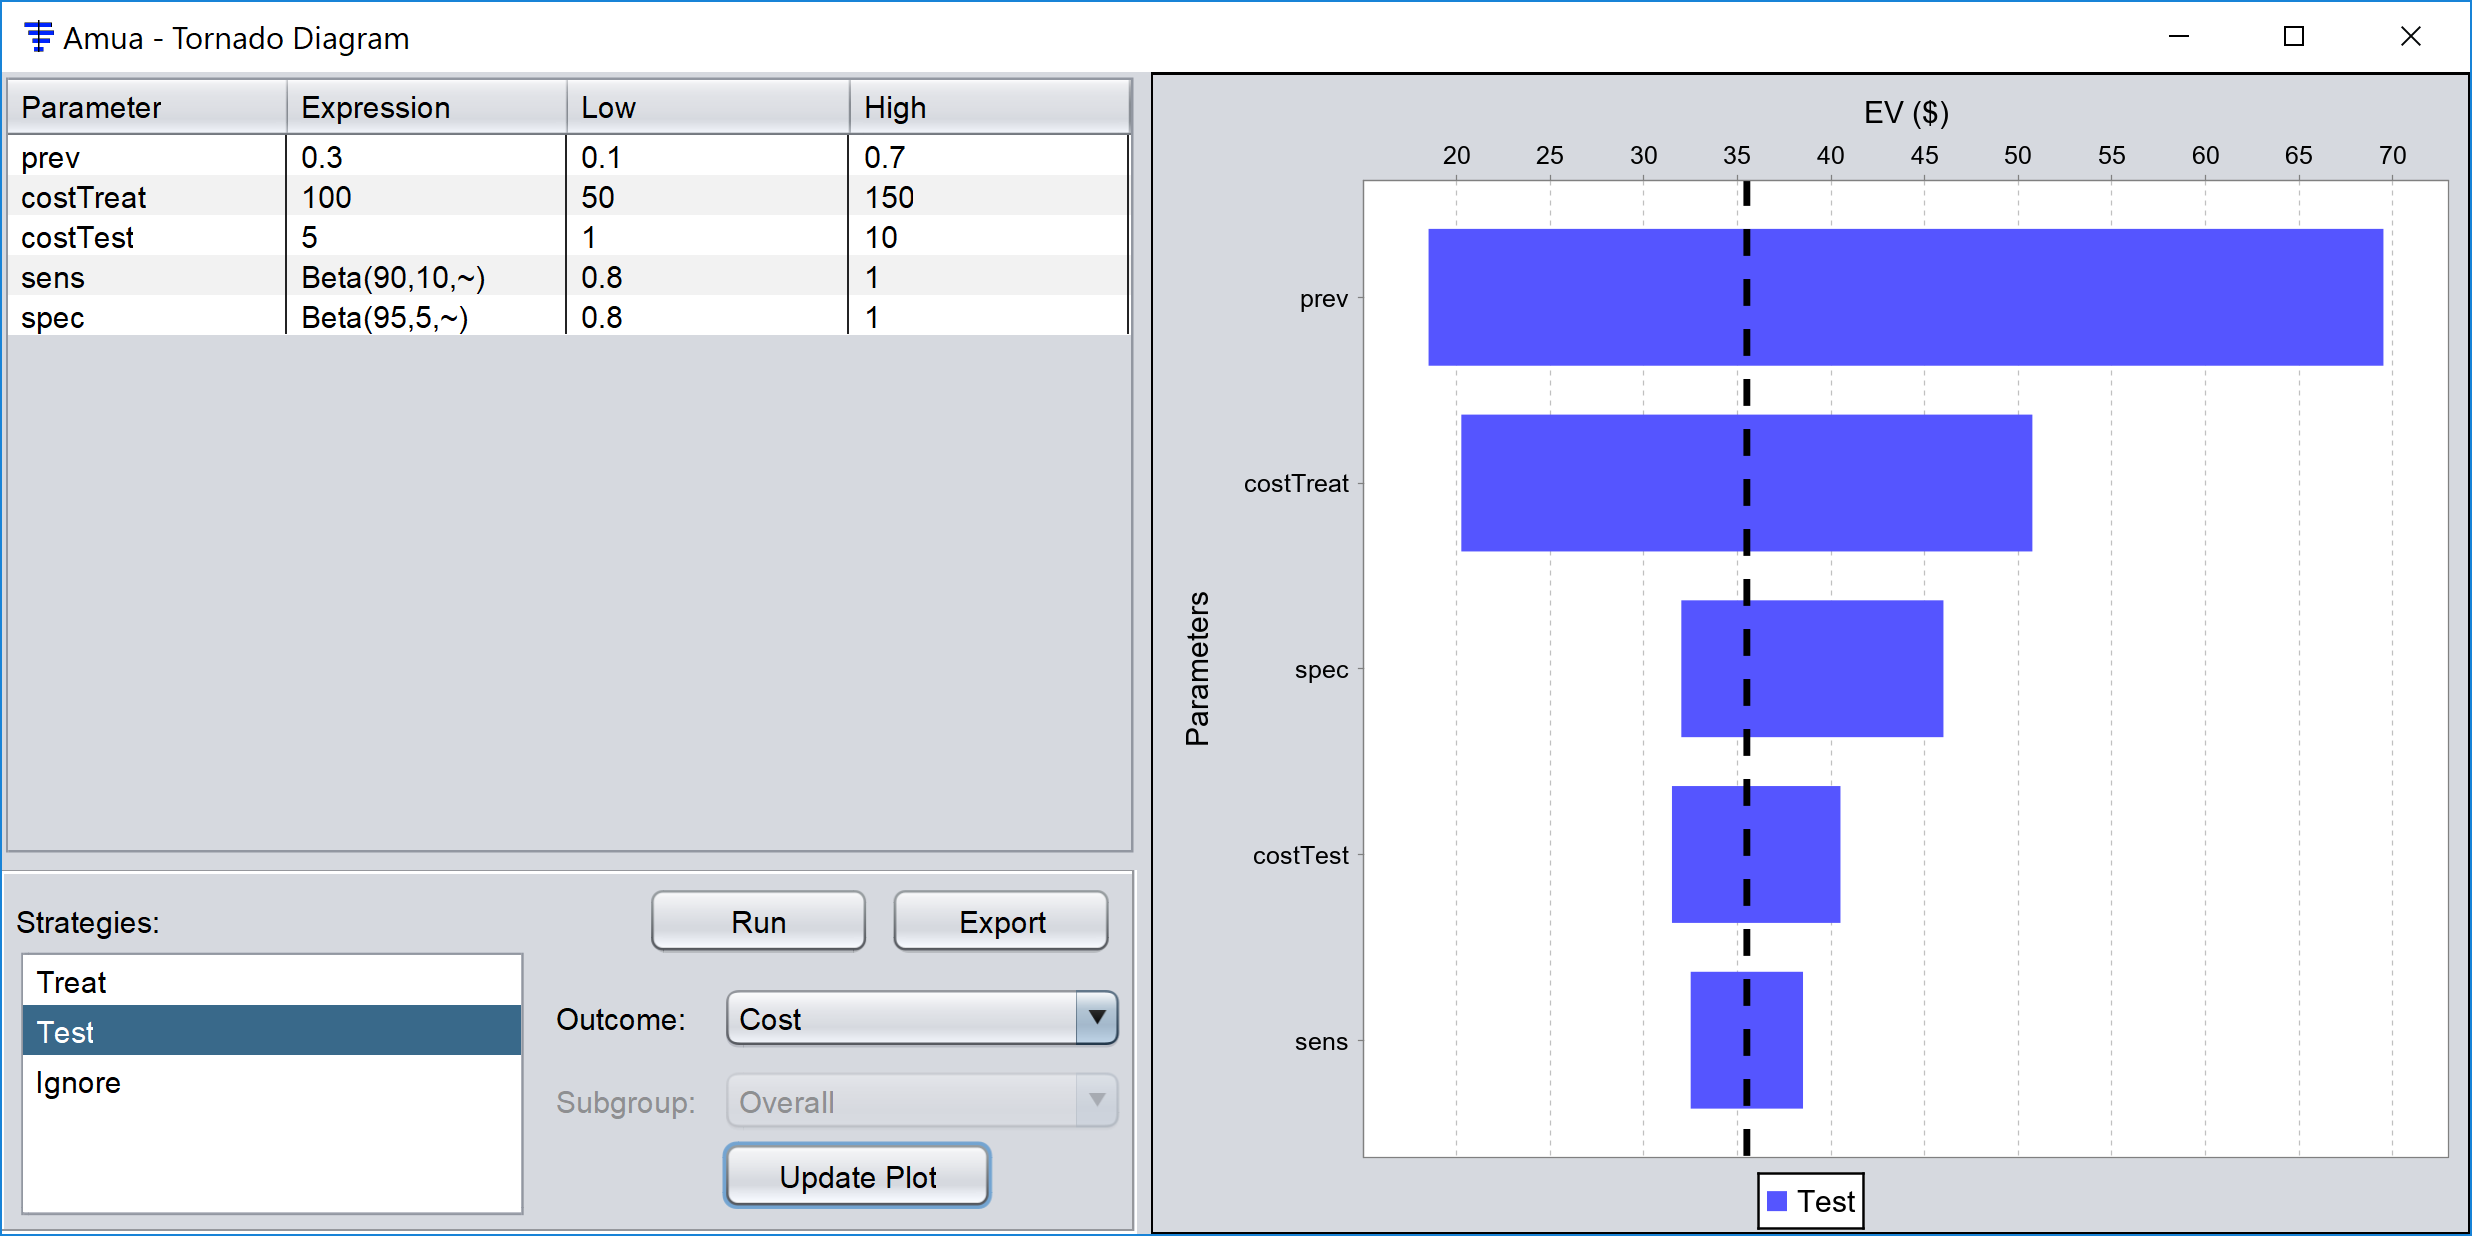 Amua - Tornado Diagram
Parameter Expression Low High
prev 0.3 0.1 0.7
costTreat 100 50 150
costTest 5 1 10
sens Beta(90,10,~) 0.8 1
spec Beta(95,5,~) 0.8 1
Strategies:
Run Export
Treat
Test
Ignore
Outcome: Cost
Subgroup: Overall
Update Plot
EV ($)
20 25 30 35 40 45 50 55 60 65 70
Parameters
prev
costTreat
spec
costTest
sens
Test